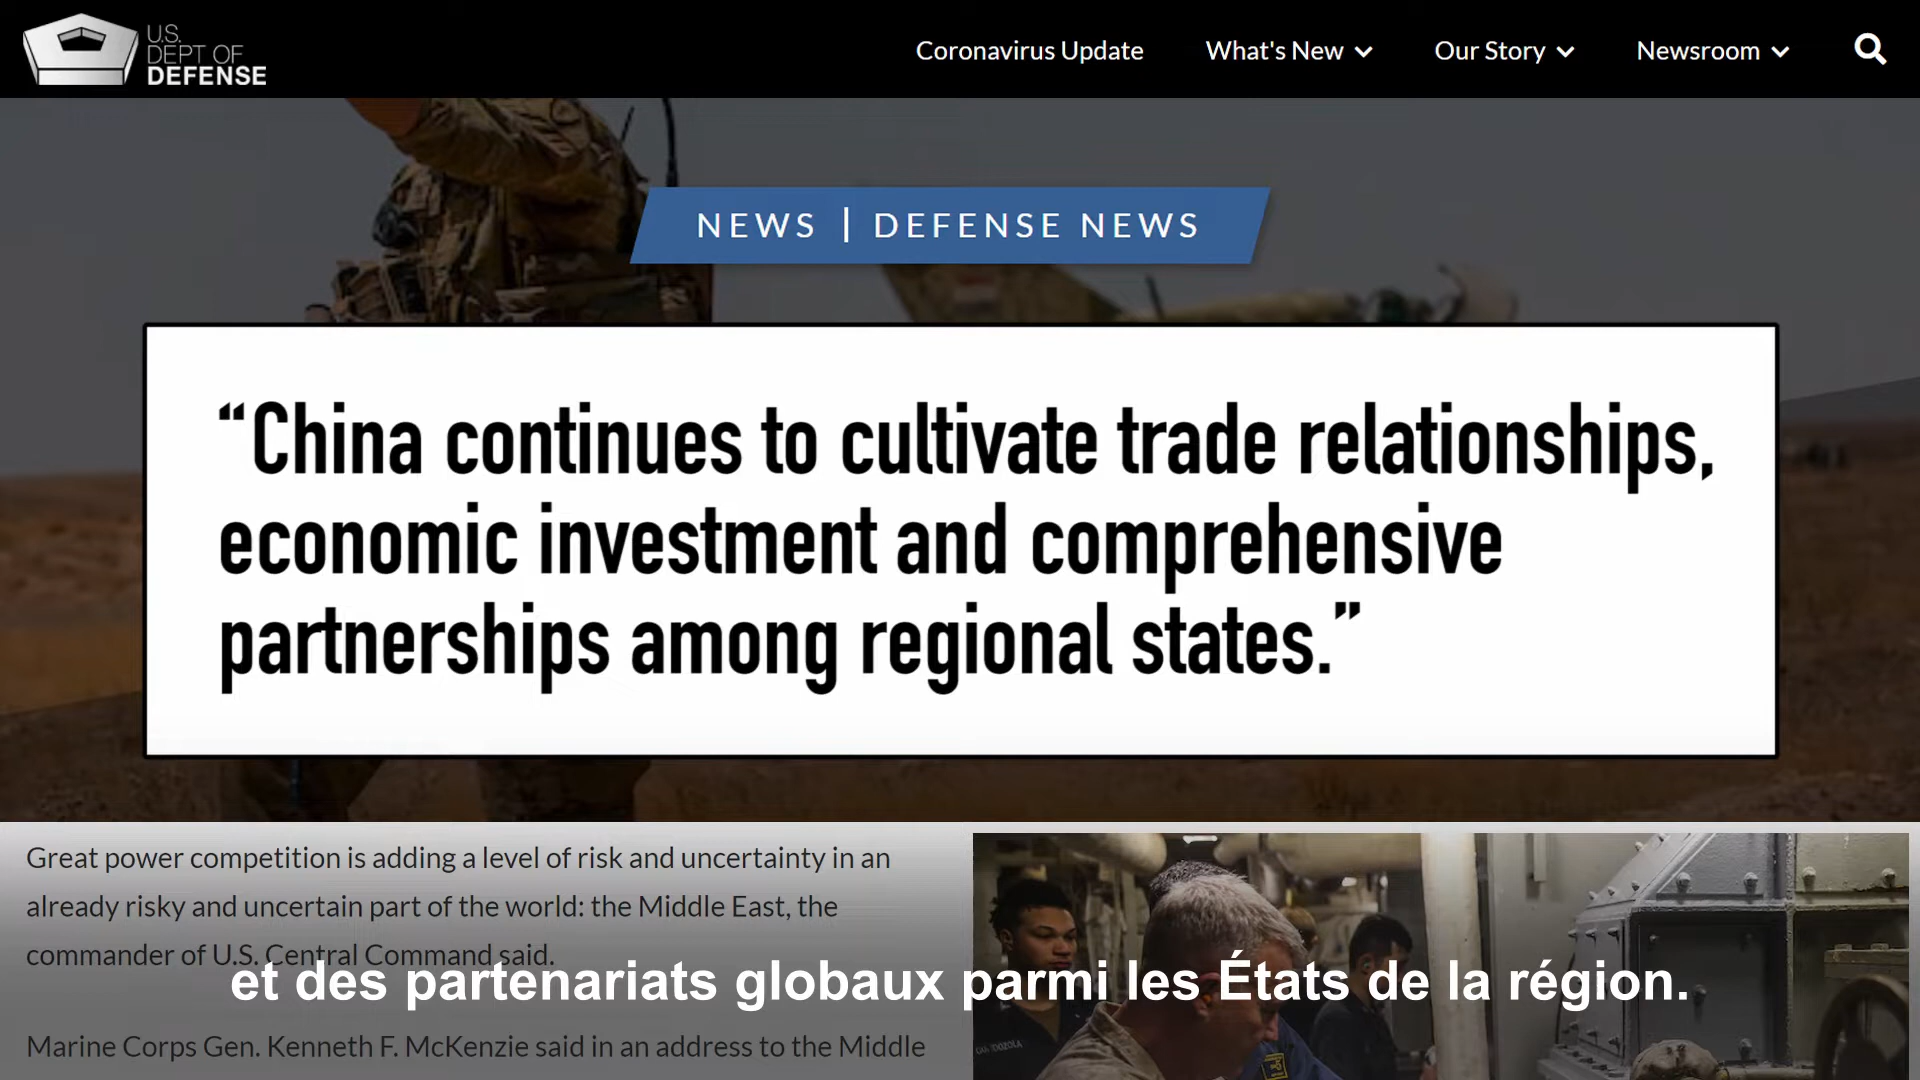 U.S.
DEPT OF
DEFENSE
Coronavirus Update What's New Our Story Newsroom
NEWS | DEFENSE NEWS
“China continues to cultivate trade relationships,
economic investment and comprehensive
partnerships among regional states.”
Great power competition is adding a level of risk and uncertainty in an
already risky and uncertain part of the world: the Middle East, the
commander of U.S. Central Command said.
et des partenariats globaux parmi les États de la région.
Marine Corps Gen. Kenneth F. McKenzie said in an address to the Middle